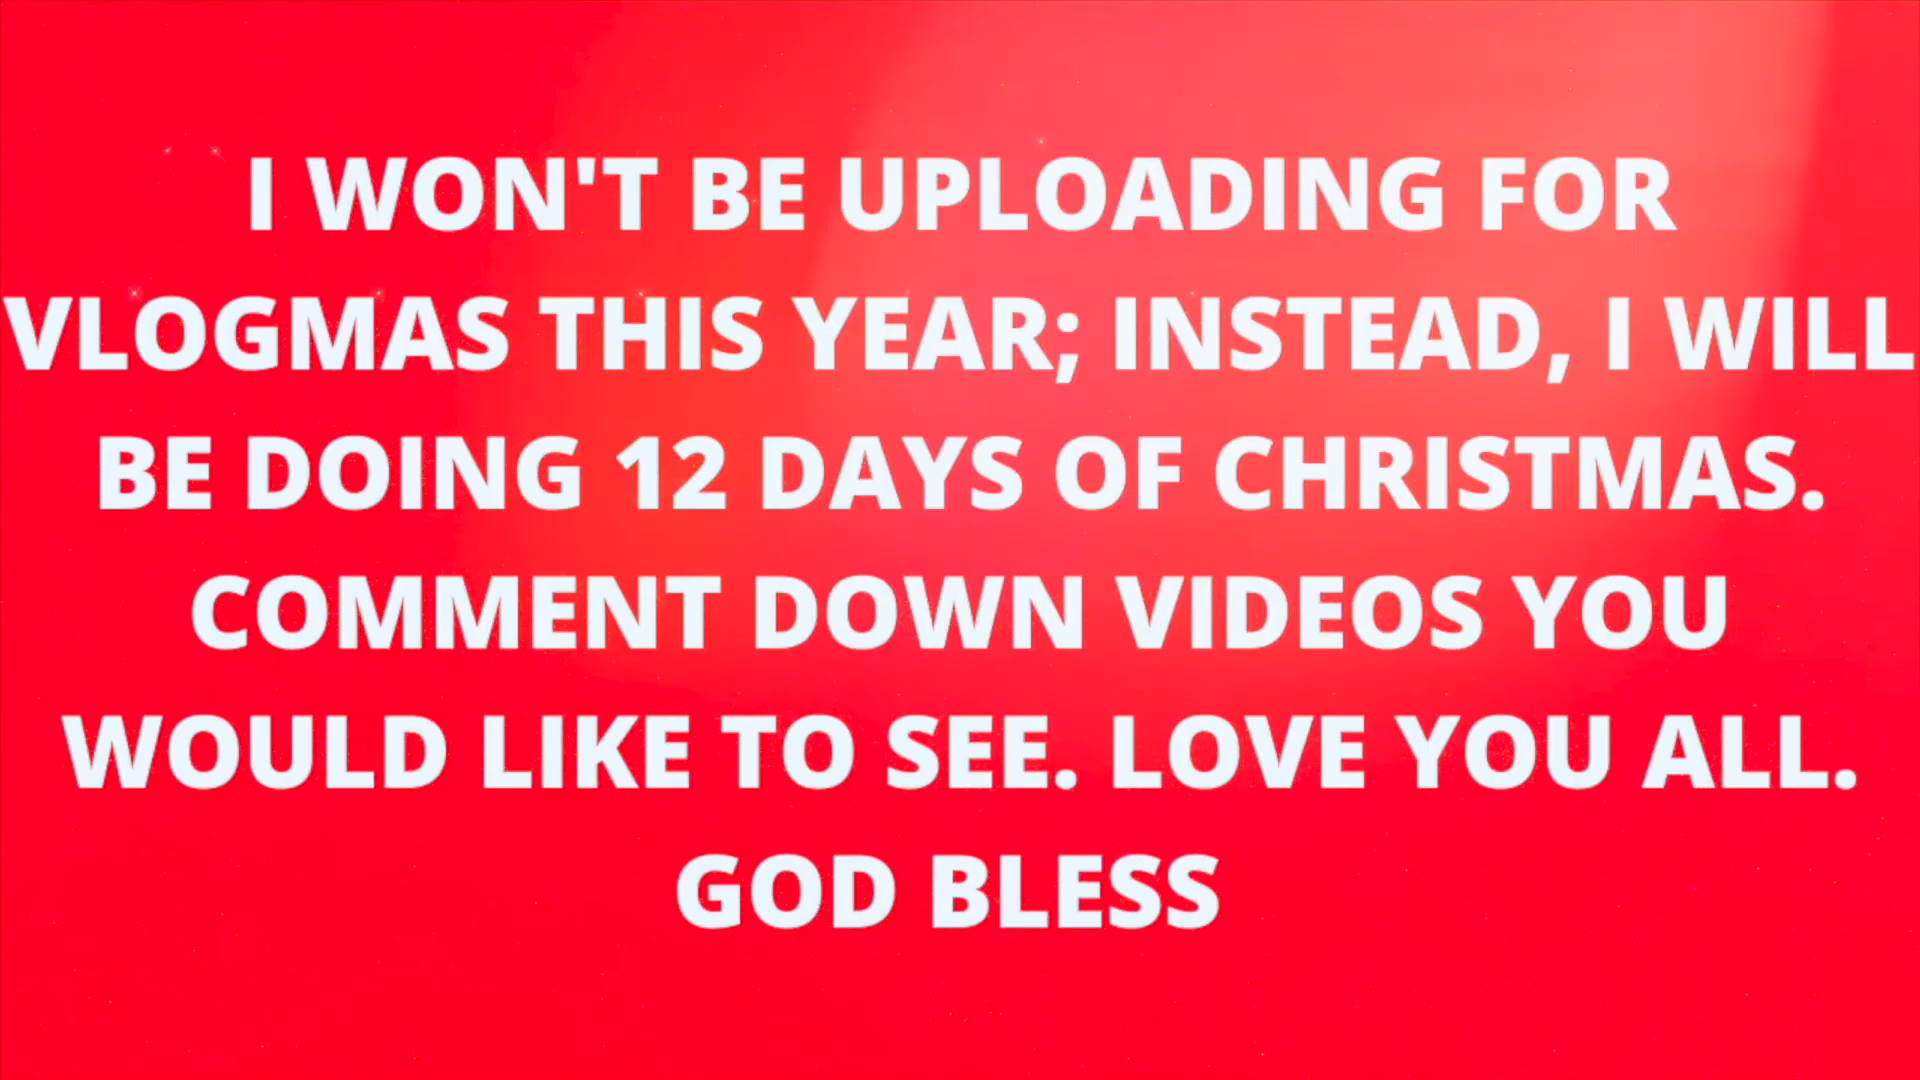 I WON'T BE UPLOADING FOR
VLOGMAS THIS YEAR; INSTEAD, I WILL
BE DOING 12 DAYS OF CHRISTMAS.
COMMENT DOWN VIDEOS YOU
WOULD LIKE TO SEE. LOVE YOU ALL.
GOD BLESS